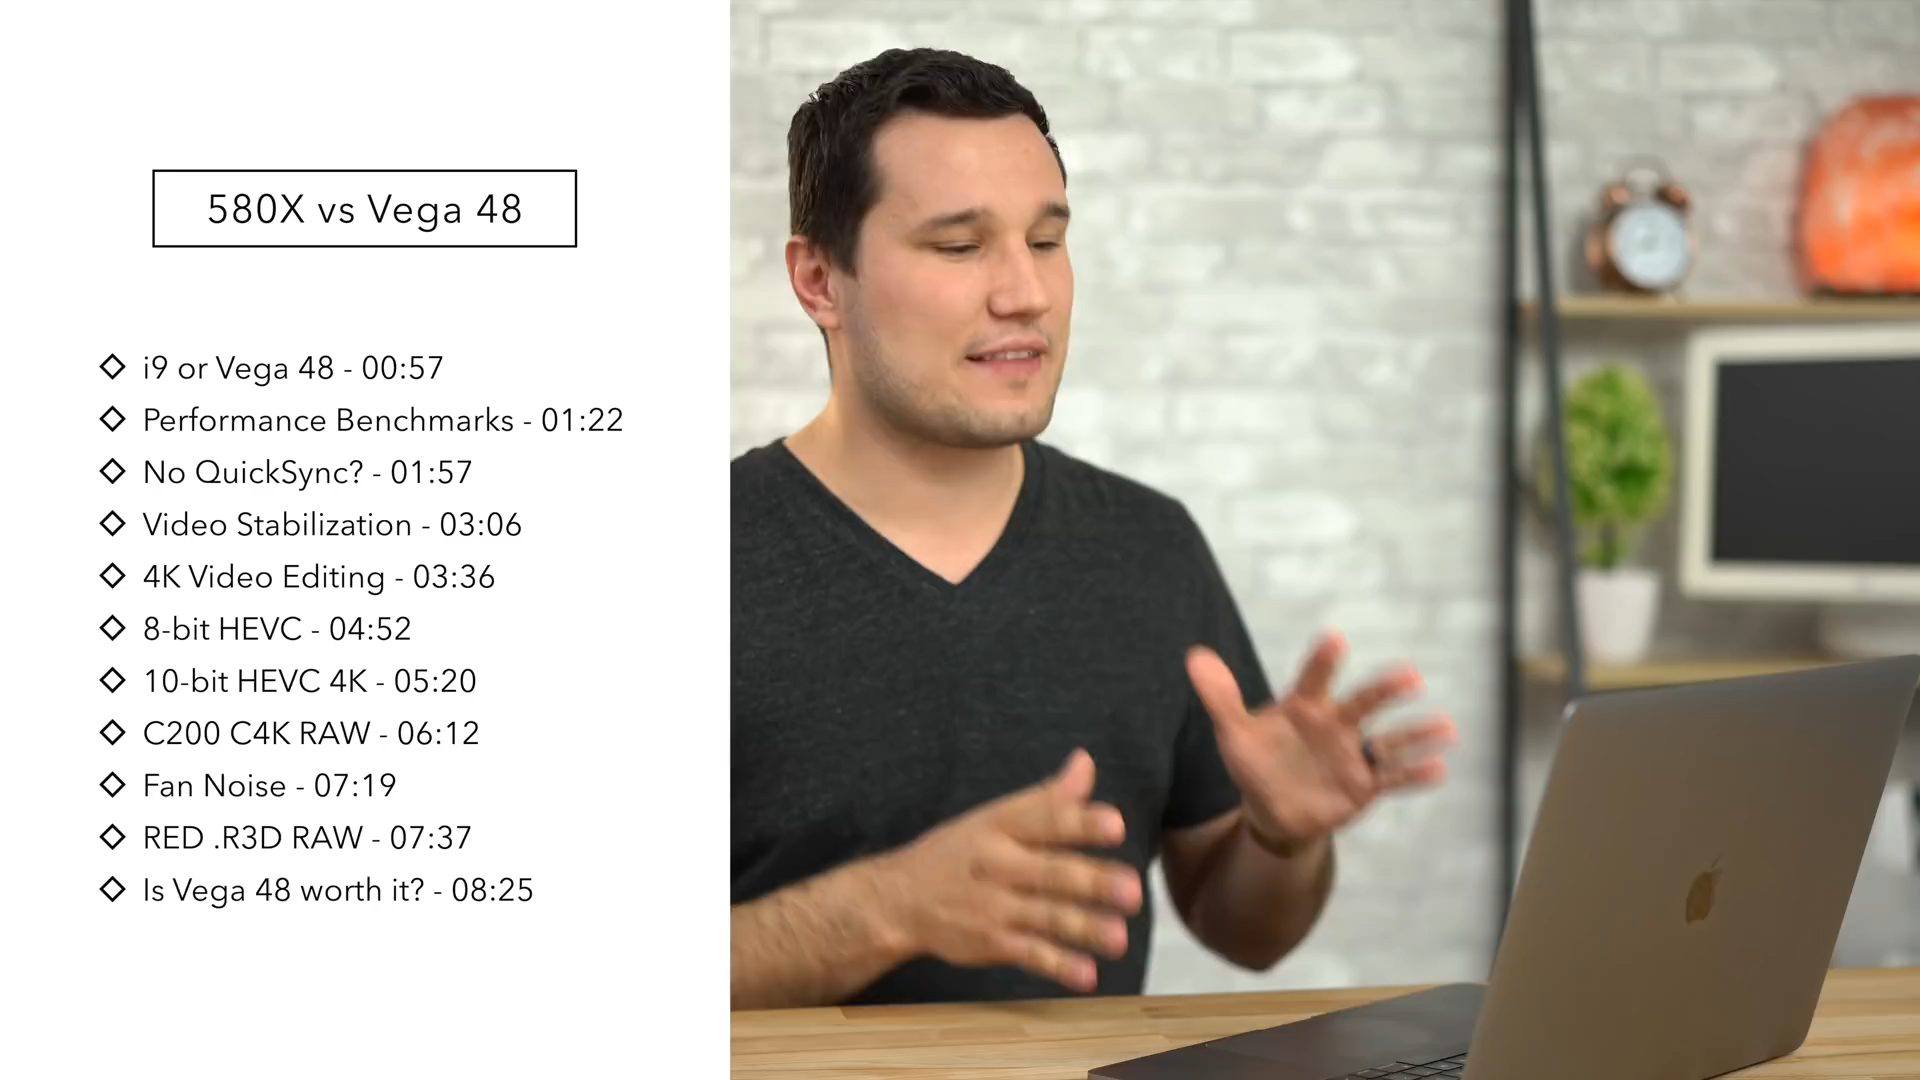 580X vs Vega 48
i9 or Vega 48 - 00:57
Performance Benchmarks - 01:22
No QuickSync? - 01:57
Video Stabilization - 03:06
4K Video Editing - 03:36
8-bit HEVC - 04:52
10-bit HEVC 4K - 05:20
C200 C4K RAW - 06:12
Fan Noise - 07:19
RED .R3D RAW - 07:37
Is Vega 48 worth it? - 08:25